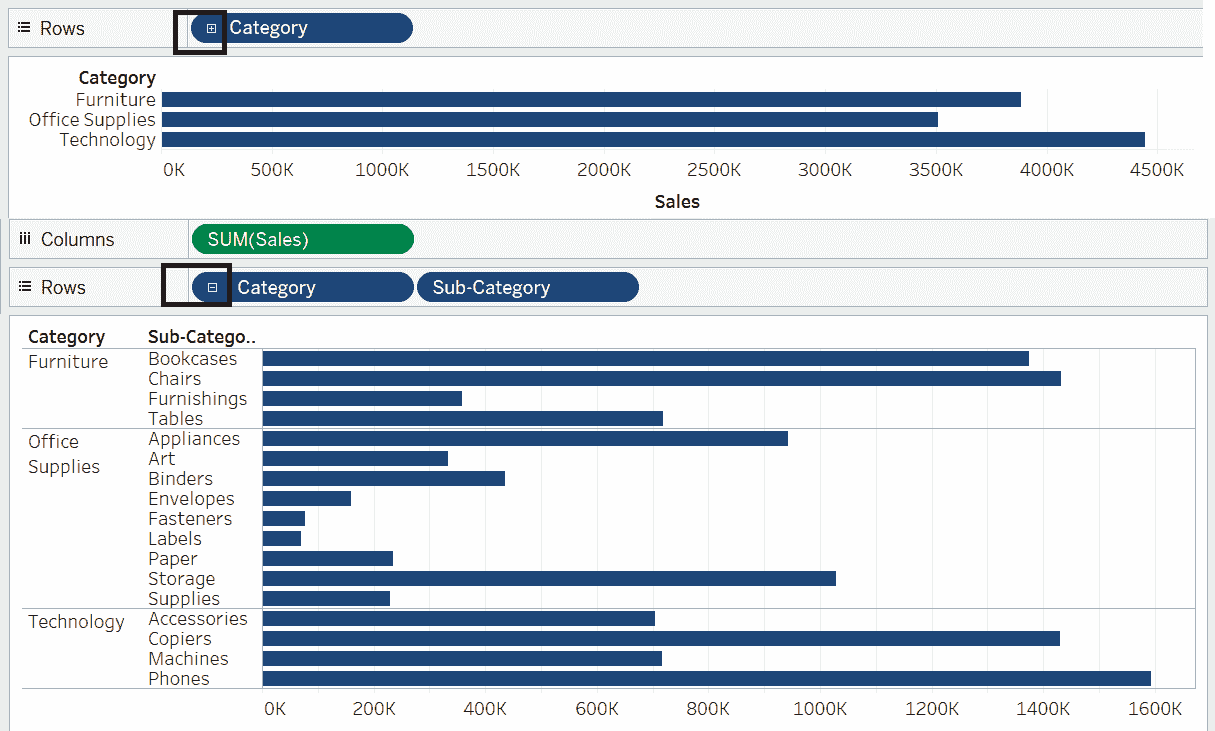 Rows Category
Category
Furniture
Office Supplies
Technology
0K 500K 1000K 1500K 2000K 2500K 3000K 3500K 4000K 4500K
Sales
Columns SUM(Sales)
Rows Category Sub-Category
Category Sub-Catego..
Furniture Bookcases
Chairs
Furnishings
Tables
Office Supplies Appliances
Art
Binders
Envelopes
Fasteners
Labels
Paper
Storage
Supplies
Technology Accessories
Copiers
Machines
Phones
0K 200K 400K 600K 800K 1000K 1200K 1400K 1600K